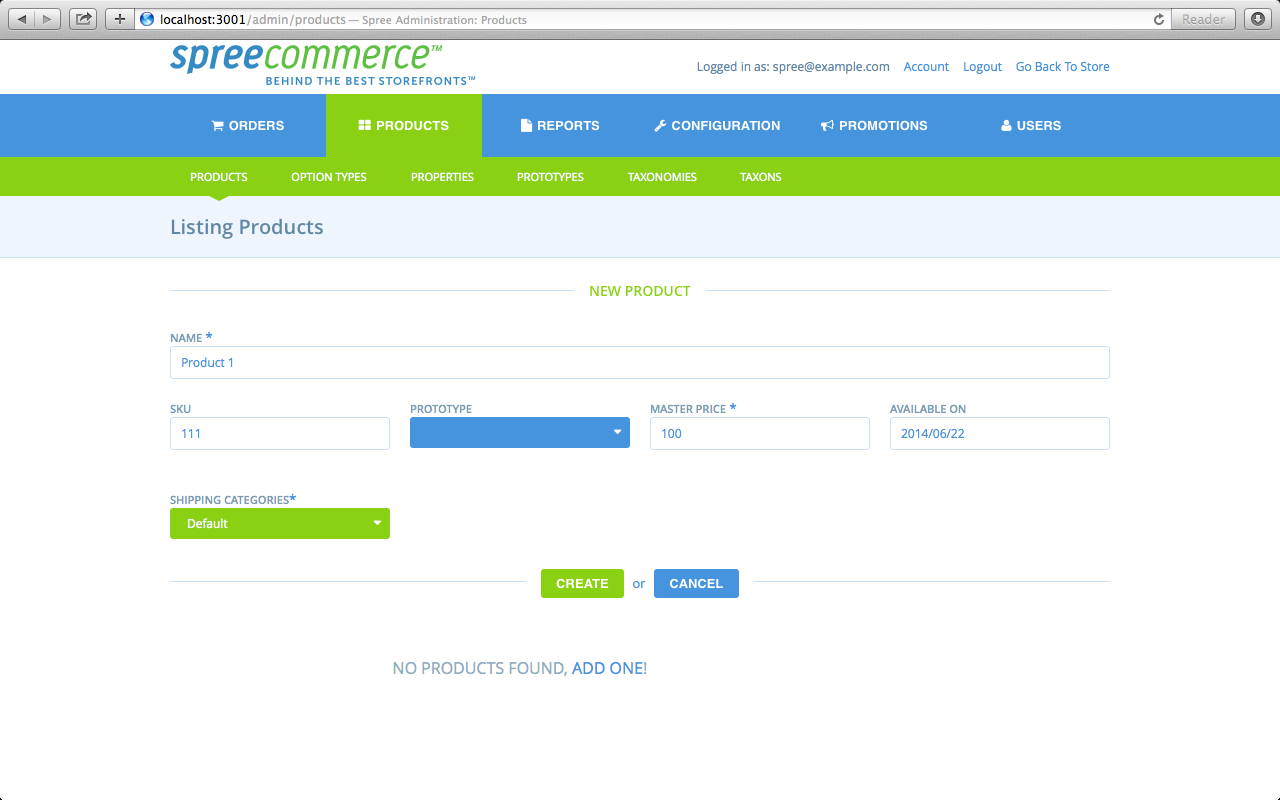 localhost:3001/admin/products — Spree Administration: Products
Reader
spreecommerce™
BEHIND THE BEST STOREFRONTS™
Logged in as: spree@example.com Account Logout Go Back To Store
ORDERS PRODUCTS REPORTS CONFIGURATION PROMOTIONS USERS
PRODUCTS OPTION TYPES PROPERTIES PROTOTYPES TAXONOMIES TAXONS
Listing Products
NEW PRODUCT
NAME *
Product 1
SKU PROTOTYPE MASTER PRICE * AVAILABLE ON
111 100 2014/06/22
SHIPPING CATEGORIES*
Default
CREATE or CANCEL
NO PRODUCTS FOUND, ADD ONE!